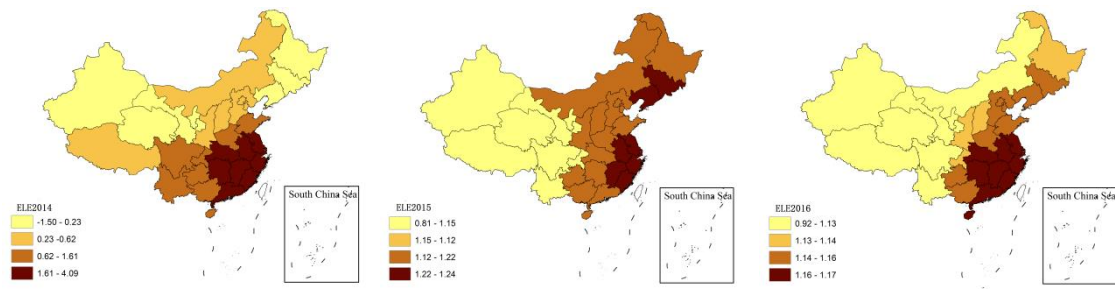 South China Sea
ELE2014
-1.50 - 0.23
0.23 -0.62
0.62 - 1.61
1.61 - 4.09
South China Sea
ELE2015
0.81 - 1.15
1.15 - 1.12
1.12 - 1.22
1.22 - 1.24
South China Sea
ELE2016
0.92 - 1.13
1.13 - 1.14
1.14 - 1.16
1.16 - 1.17